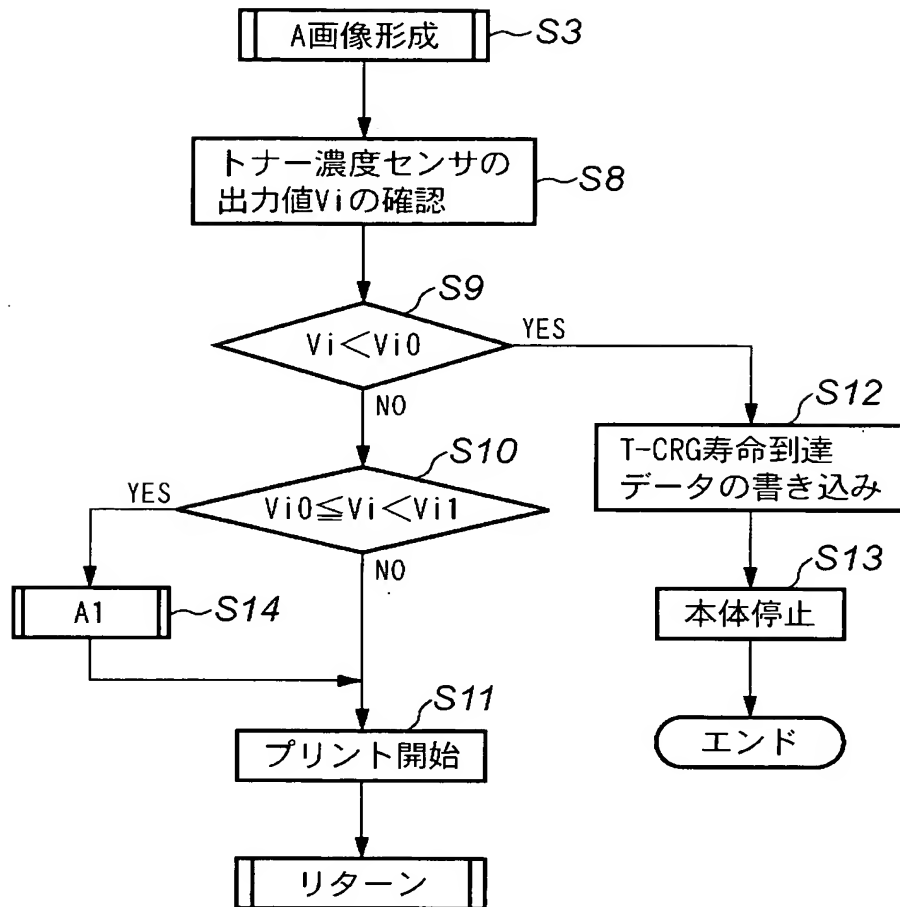 A画像形成
S3
トナー濃度センサの
出力値Viの確認
S8
S9
Vi<Vi0
YES
NO
S12
T-CRG寿命到達
データの書き込み
S10
YES
Vi0≦Vi<Vi1
NO
S13
本体停止
A1
S14
エンド
S11
プリント開始
リターン